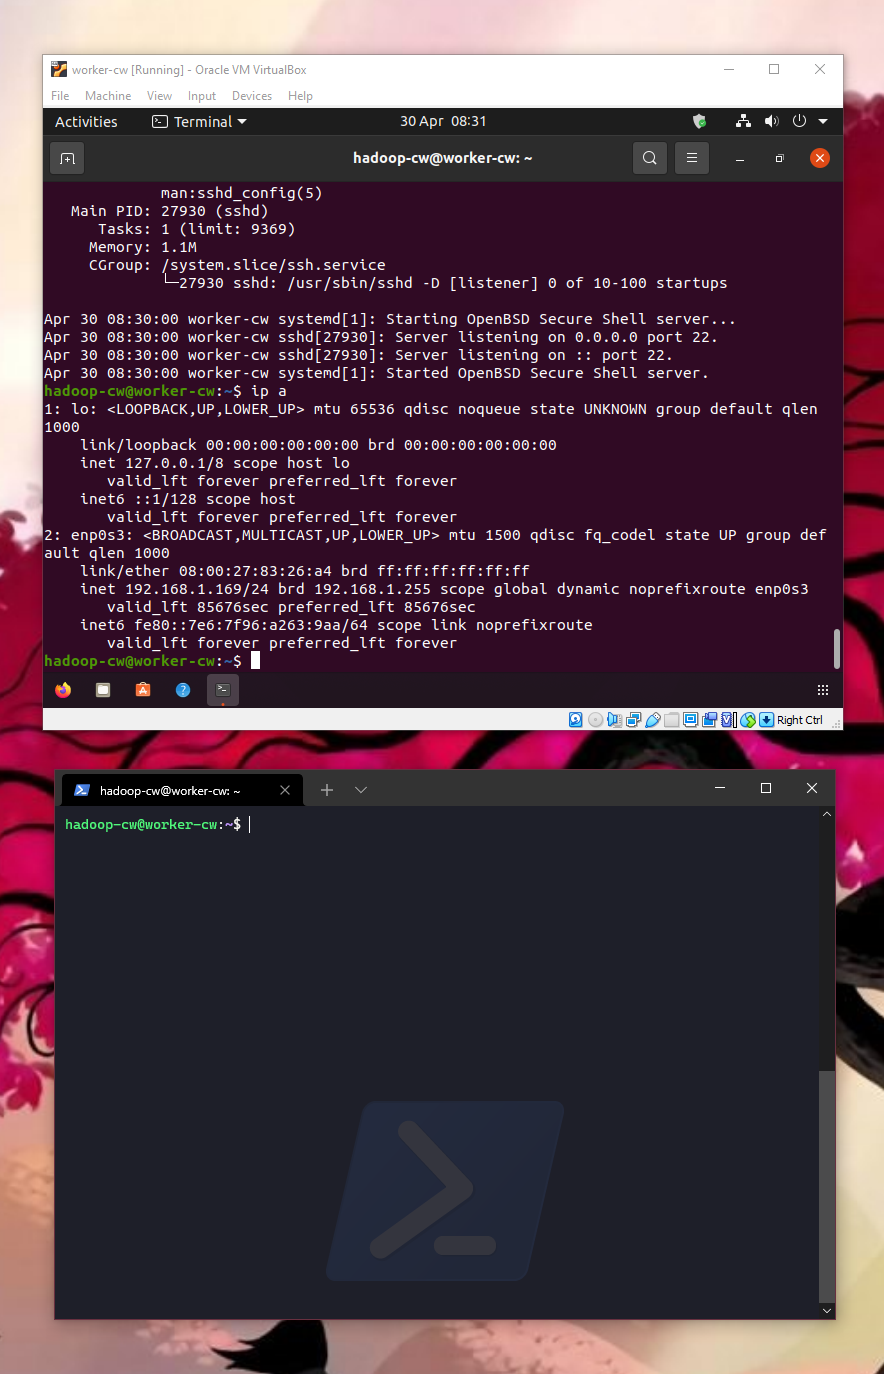 worker-cw [Running] - Oracle VM VirtualBox
File Machine View Input Devices Help
Activities Terminal 30 Apr 08:31
hadoop-cw@worker-cw: ~
man:sshd_config(5)
Main PID: 27930 (sshd)
Tasks: 1 (limit: 9369)
Memory: 1.1M
CGroup: /system.slice/ssh.service
└─27930 sshd: /usr/sbin/sshd -D [listener] 0 of 10-100 startups
Apr 30 08:30:00 worker-cw systemd[1]: Starting OpenBSD Secure Shell server...
Apr 30 08:30:00 worker-cw sshd[27930]: Server listening on 0.0.0.0 port 22.
Apr 30 08:30:00 worker-cw sshd[27930]: Server listening on :: port 22.
Apr 30 08:30:00 worker-cw systemd[1]: Started OpenBSD Secure Shell server.
hadoop-cw@worker-cw:~$ ip a
1: lo: <LOOPBACK,UP,LOWER_UP> mtu 65536 qdisc noqueue state UNKNOWN group default qlen
1000
link/loopback 00:00:00:00:00:00 brd 00:00:00:00:00:00
inet 127.0.0.1/8 scope host lo
valid_lft forever preferred_lft forever
inet6 ::1/128 scope host
valid_lft forever preferred_lft forever
2: enp0s3: <BROADCAST,MULTICAST,UP,LOWER_UP> mtu 1500 qdisc fq_codel state UP group def
ault qlen 1000
link/ether 08:00:27:83:26:a4 brd ff:ff:ff:ff:ff:ff
inet 192.168.1.169/24 brd 192.168.1.255 scope global dynamic noprefixroute enp0s3
valid_lft 85676sec preferred_lft 85676sec
inet6 fe80::7e6:7f96:a263:9aa/64 scope link noprefixroute
valid_lft forever preferred_lft forever
hadoop-cw@worker-cw:~$
Right Ctrl
hadoop-cw@worker-cw: ~
hadoop-cw@worker-cw:~$